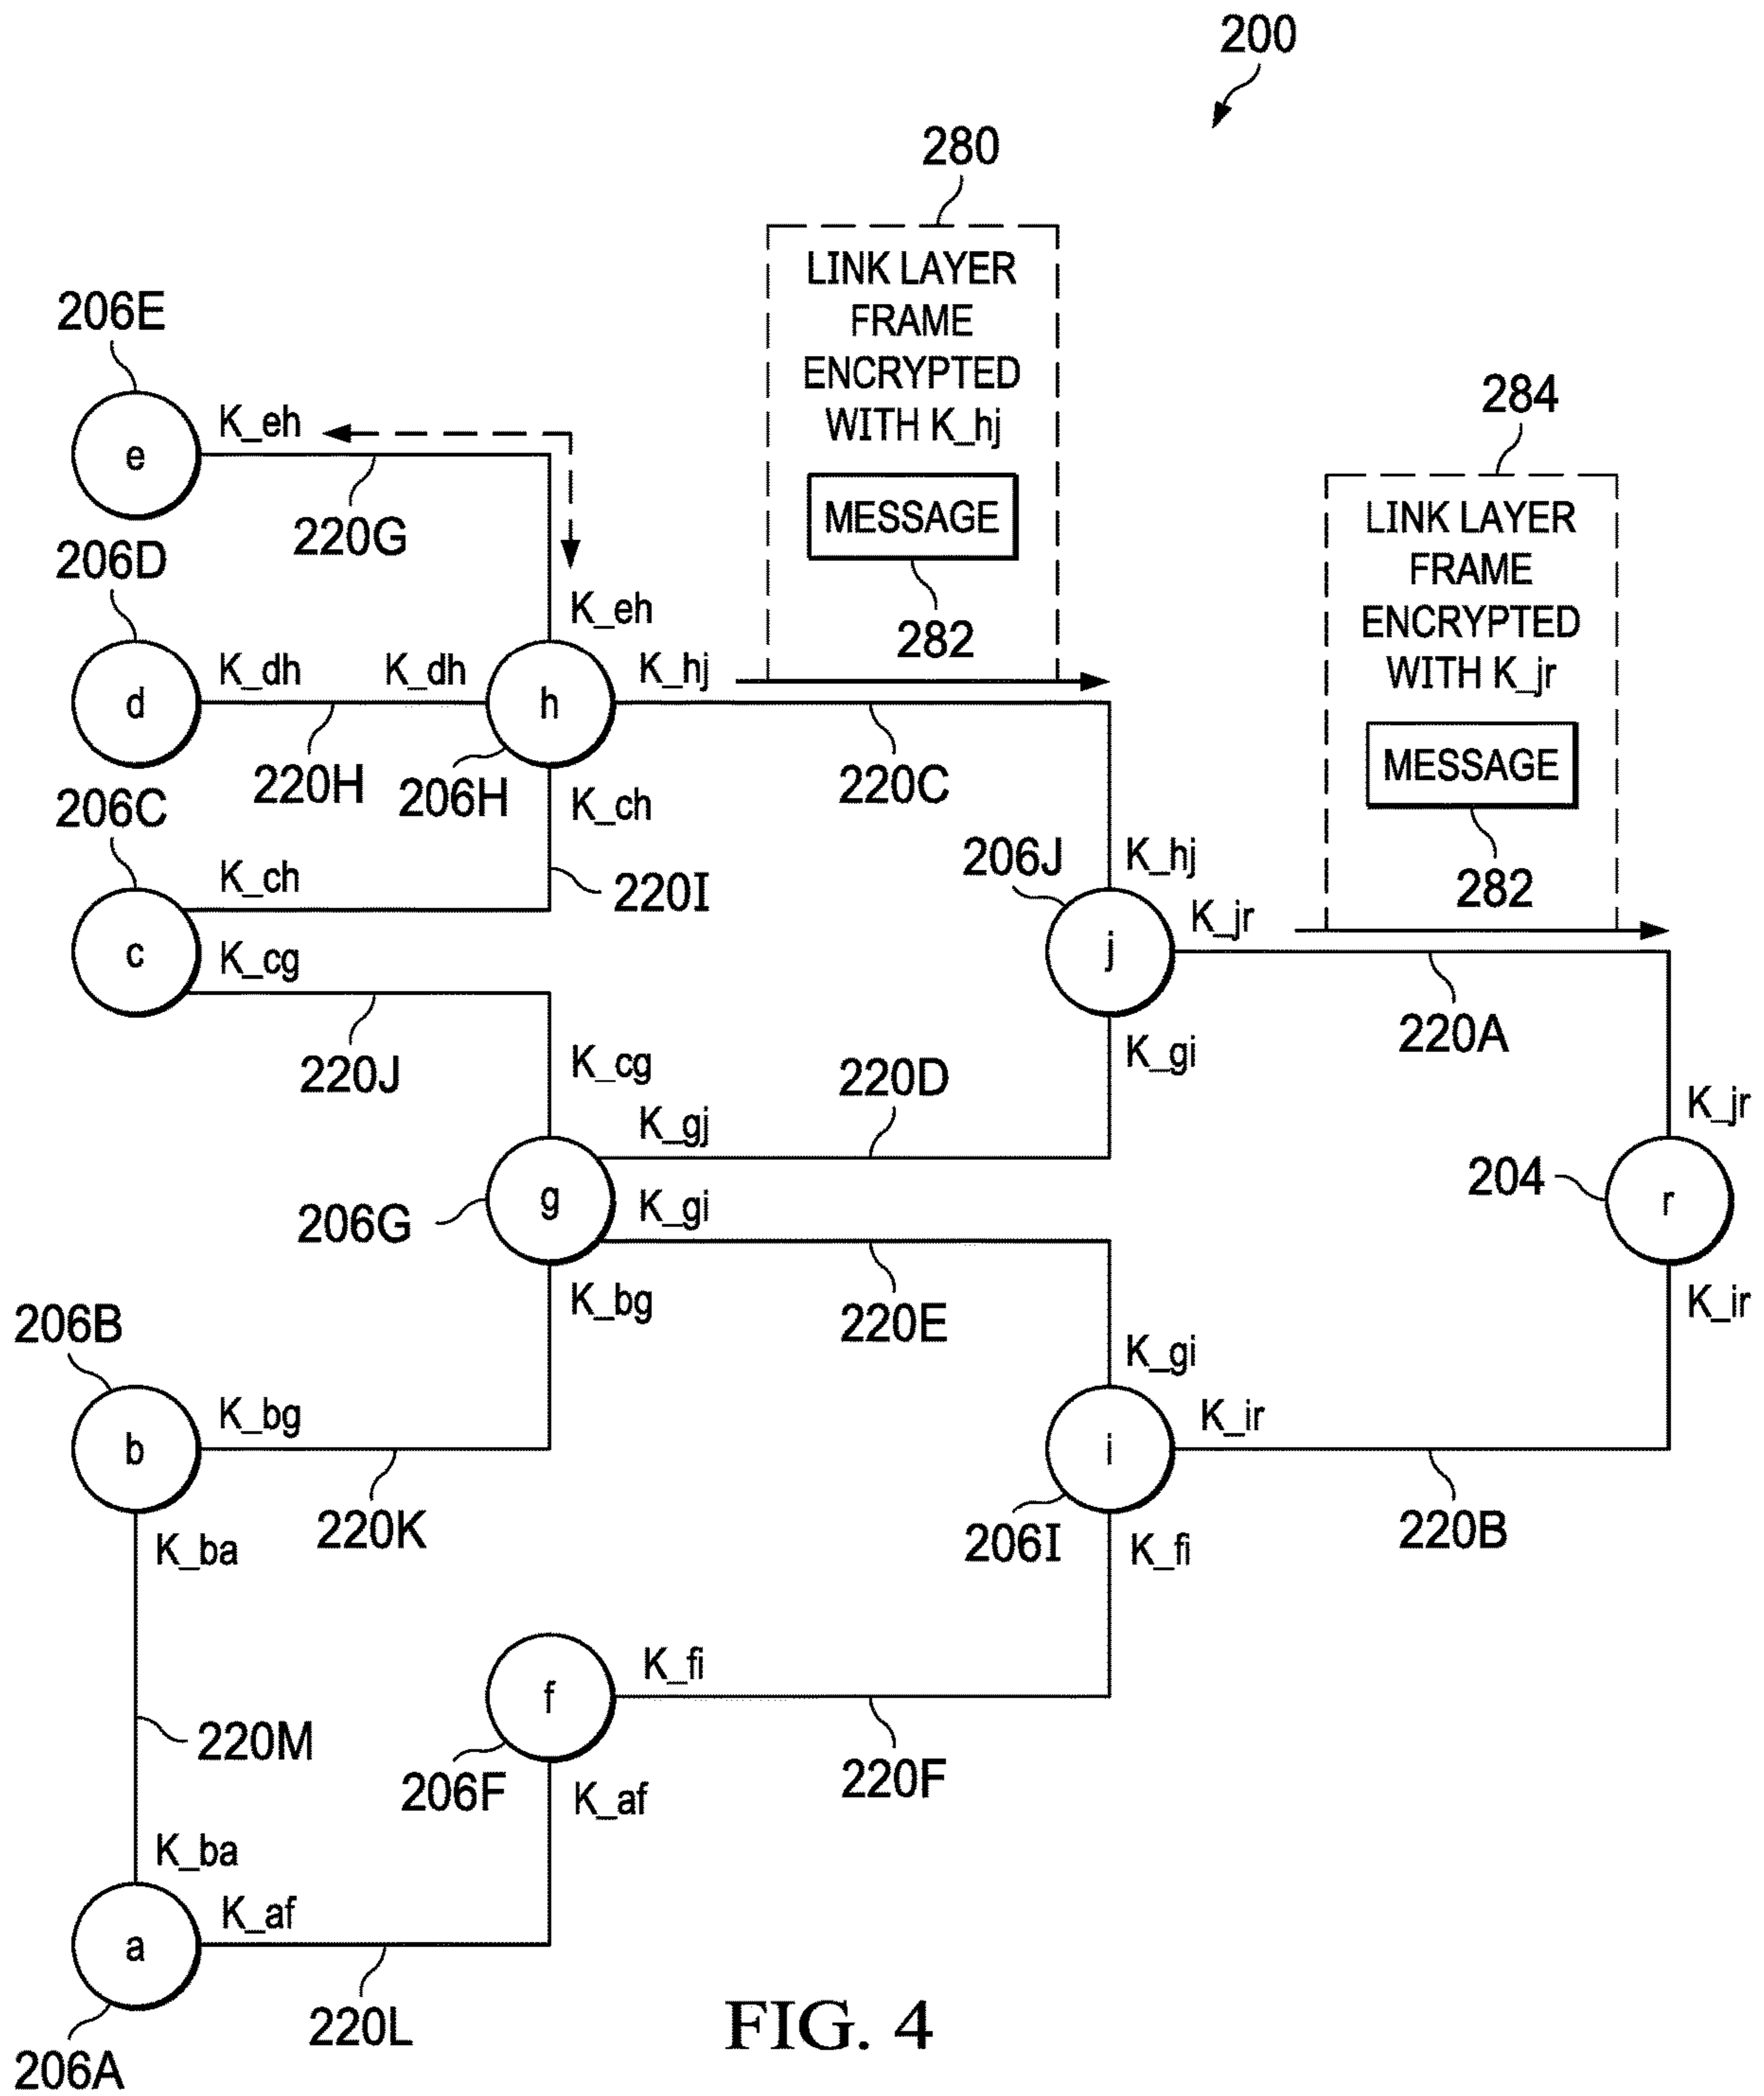 200
280
LINK LAYER
FRAME
ENCRYPTED
WITH K_hj
MESSAGE
282
284
LINK LAYER
FRAME
ENCRYPTED
WITH K_jr
MESSAGE
282
206E
e
K_eh
220G
K_eh
206D
d
K_dh
K_dh
220H
h
206H
K_hj
220C
K_ch
206C
K_ch
220I
c
K_cg
220J
K_cg
206J
K_hj
j
K_jr
220A
K_gi
220D
K_gj
K_jr
204
r
K_ir
g
206G
K_gi
K_bg
220E
206B
b
K_bg
220K
K_gi
i
K_ir
206I
220B
K_ba
K_fi
f
K_fi
220M
206F
K_af
220F
K_ba
a
K_af
220L
206A
FIG. 4